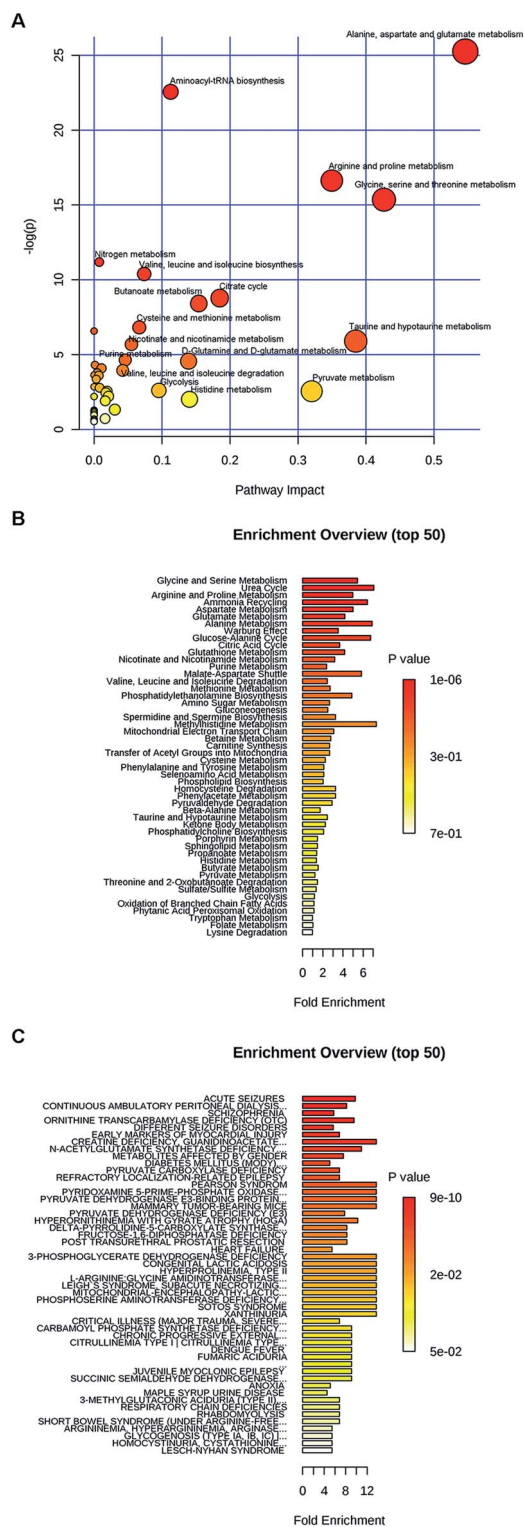 A
Alanine, aspartate and glutamate metabolism
25
Aminoacyl-tRNA biosynthesis
20
Arginine and proline metabolism
Glycine, serine and threonine metabolism
15
-log(p)
Nitrogen metabolism
Valine, leucine and isoleucine biosynthesis
10
Butanoate metabolism
Citrate cycle
Cysteine and methionine metabolism
Taurine and hypotaurine metabolism
Nicotinate and nicotinamide metabolism
D-Glutamine and D-glutamate metabolism
Purine metabolism
5
Valine, leucine and isoleucine degradation
Glycolysis
Pyruvate metabolism
Histidine metabolism
0
0.0 0.1 0.2 0.3 0.4 0.5
Pathway Impact
B
Enrichment Overview (top 50)
Glycine and Serine Metabolism
Urea Cycle
Arginine and Proline Metabolism
Ammonia Recycling
Aspartate Metabolism
Glutamate Metabolism
Alanine Metabolism
Warburg Effect
Glucose-Alanine Cycle
Citric Acid Cycle
Glutathione Metabolism
Nicotinate and Nicotinamide Metabolism
Purine Metabolism
Malate-Aspartate Shuttle
Valine, Leucine and Isoleucine Degradation
Methionine Metabolism
Phosphatidylethanolamine Biosynthesis
Amino Sugar Metabolism
Gluconeogenesis
Spermidine and Spermine Biosynthesis
Methylhistidine Metabolism
Mitochondrial Electron Transport Chain
Betaine Metabolism
Carnitine Synthesis
Transfer of Acetyl Groups into Mitochondria
Cysteine Metabolism
Phenylalanine and Tyrosine Metabolism
Selenoamino Acid Metabolism
Phospholipid Biosynthesis
Homocysteine Degradation
Phenylacetate Metabolism
Pyruvaldehyde Degradation
Beta-Alanine Metabolism
Taurine and Hypotaurine Metabolism
Ketone Body Metabolism
Phosphatidylcholine Biosynthesis
Porphyrin Metabolism
Sphingolipid Metabolism
Propanoate Metabolism
Histidine Metabolism
Butyrate Metabolism
Pyruvate Metabolism
Threonine and 2-Oxobutanoate Degradation
Sulfate/Sulfite Metabolism
Glycolysis
Oxidation of Branched Chain Fatty Acids
Phytanic Acid Peroxisomal Oxidation
Tryptophan Metabolism
Folate Metabolism
Lysine Degradation
P value
1e-06
3e-01
7e-01
0 2 4 6
Fold Enrichment
C
Enrichment Overview (top 50)
ACUTE SEIZURES
CONTINUOUS AMBULATORY PERITONEAL DIALYSIS...
SCHIZOPHRENIA
ORNITHINE TRANSCARBAMYLASE DEFICIENCY (OTC)
DIFFERENT SEIZURE DISORDERS
EARLY MARKERS OF MYOCARDIAL INJURY
CREATINE DEFICIENCY, GUANIDINOACETATE...
N-ACETYLGLUTAMATE SYNTHETASE DEFICIENCY...
METABOLITES AFFECTED BY GENDER
DIABETES MELLITUS (MODY)...
PYRUVATE CARBOXYLASE DEFICIENCY
REFRACTORY LOCALIZATION-RELATED EPILEPSY
PEARSON SYNDROM
PYRIDOXAMINE 5-PRIME-PHOSPHATE OXIDASE...
PYRUVATE DEHYDROGENASE E3-BINDING PROTEIN...
MAMMARY TUMOR-BEARING MICE
PYRUVATE DEHYDROGENASE DEFICIENCY (E3)
HYPERORNITHINEMIA WITH GYRATE ATROPHY (HOGA)
DELTA-PYRROLIDINE-5-CARBOXYLATE SYNTHASE...
FRUCTOSE-1,6-DIPHOSPHATE DEFICIENCY
POST TRANSURETHRAL PROSTATIC RESECTION
HEART FAILURE
3-PHOSPHOGLYCERATE DEHYDROGENASE DEFICIENCY
CONGENITAL LACTIC ACIDOSIS
HYPERPROLINEMIA, TYPE II
L-ARGININE:GLYCINE AMIDINOTRANSFERASE...
LEIGH S SYNDROME, SUBACUTE NECROTIZING...
MITOCHONDRIAL-ENCEPHALOPATHY-LACTIC...
PHOSPHOSERINE AMINOTRANSFERASE DEFICIENCY...
SOTOS SYNDROME
XANTHINURIA
CRITICAL ILLNESS (MAJOR TRAUMA, SEVERE...
CARBAMOYL PHOSPHATE SYNTHETASE DEFICIENCY...
CHRONIC PROGRESSIVE EXTERNAL...
CITRULLINEMIA TYPE I | CITRULLINEMIA TYPE...
DENGUE FEVER
FUMARIC ACIDURIA
...
JUVENILE MYOCLONIC EPILEPSY
SUCCINIC SEMIALDEHYDE DEHYDROGENASE...
ANOXIA
MAPLE SYRUP URINE DISEASE
3-METHYLGLUTACONIC ACIDURIA (TYPE II)...
RESPIRATORY CHAIN DEFICIENCIES
RHABDOMYOLYSIS
SHORT BOWEL SYNDROME (UNDER ARGININE-FREE...
ARGININEMIA, HYPERARGININEMIA, ARGINASE...
GLYCOGENOSIS (TYPE IA, IB, IC) |...
HOMOCYSTINURIA, CYSTATHIONINE...
LESCH-NYHAN SYNDROME
P value
9e-10
2e-02
5e-02
0 4 8 12
Fold Enrichment